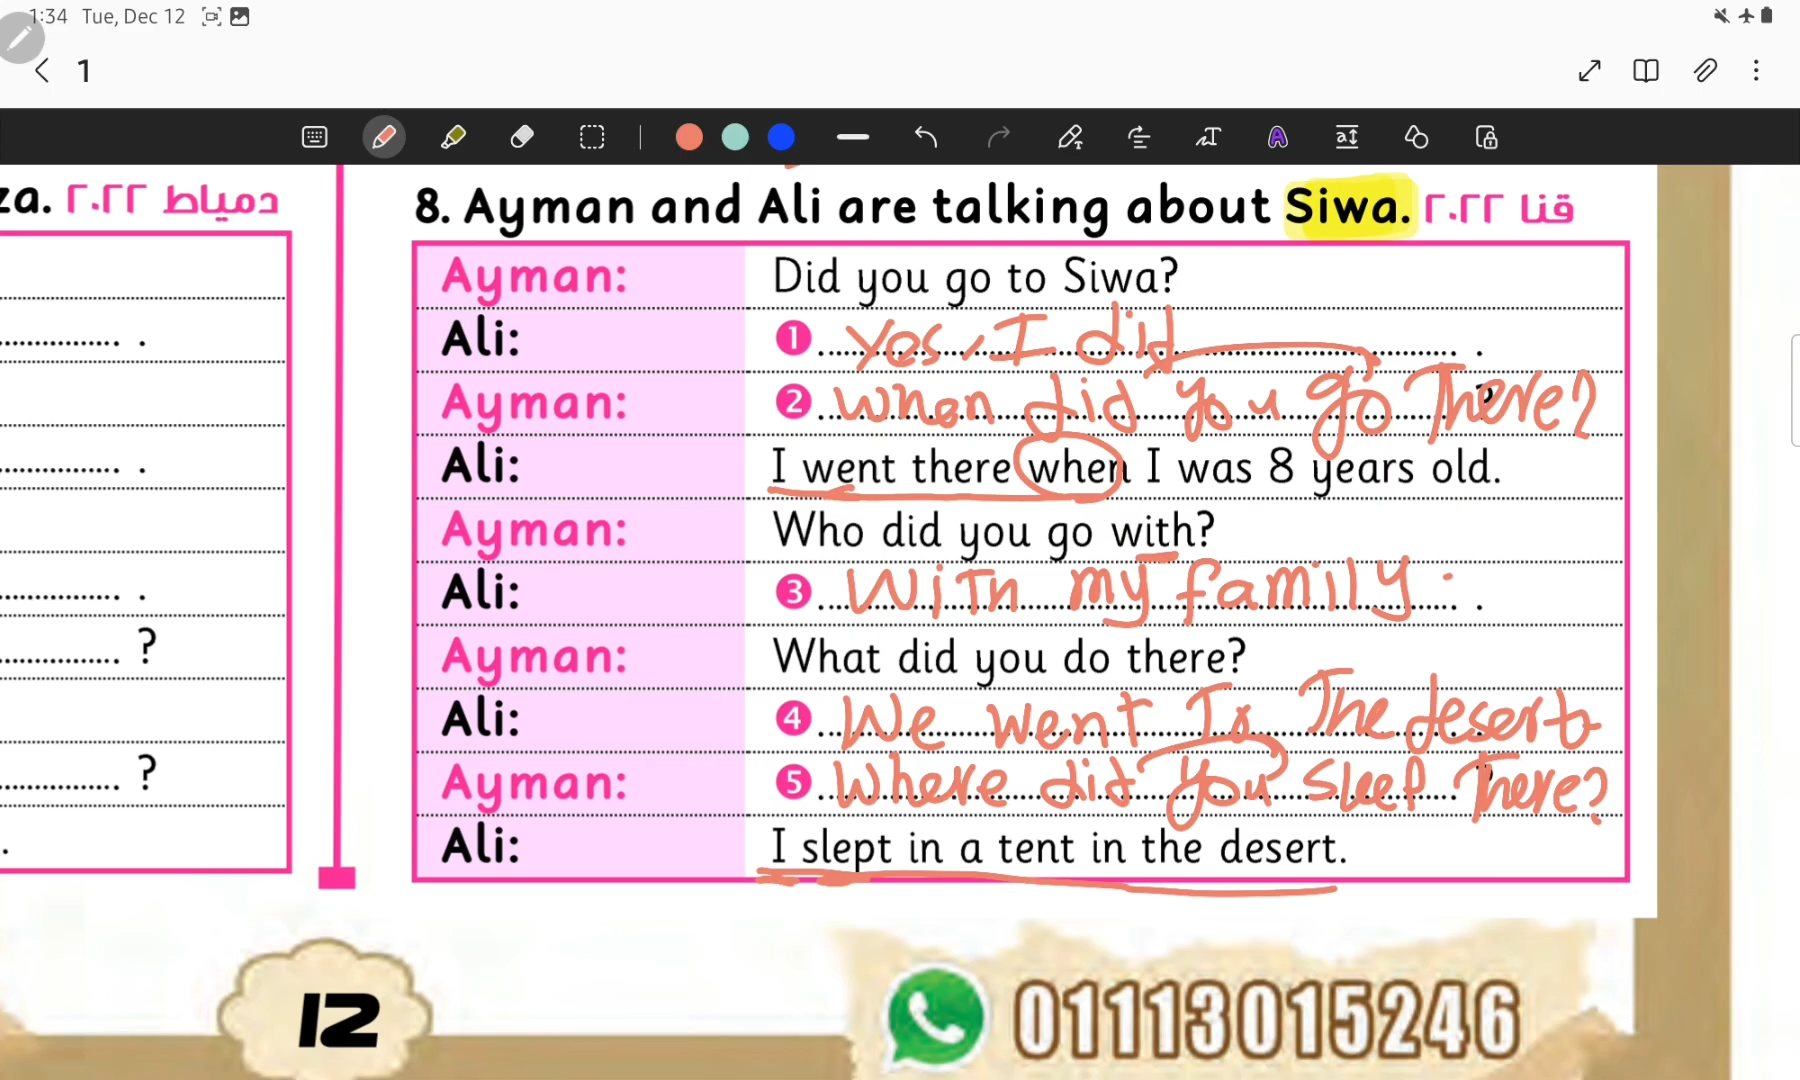 1:34 Tue, Dec 12
1
za. دمياط ٢٠٢٢
.
.
.
?
?
.
8. Ayman and Ali are talking about Siwa. قنا ٢٠٢٢
Ayman: Did you go to Siwa?
Ali: 1 Yes, I did .
Ayman: 2 When did you go There?
Ali: I went there when I was 8 years old.
Ayman: Who did you go with?
Ali: 3 With my family. .
Ayman: What did you do there?
Ali: 4 We went To The desert
Ayman: 5 Where did you sleep There?
Ali: I slept in a tent in the desert.
12
01113015246